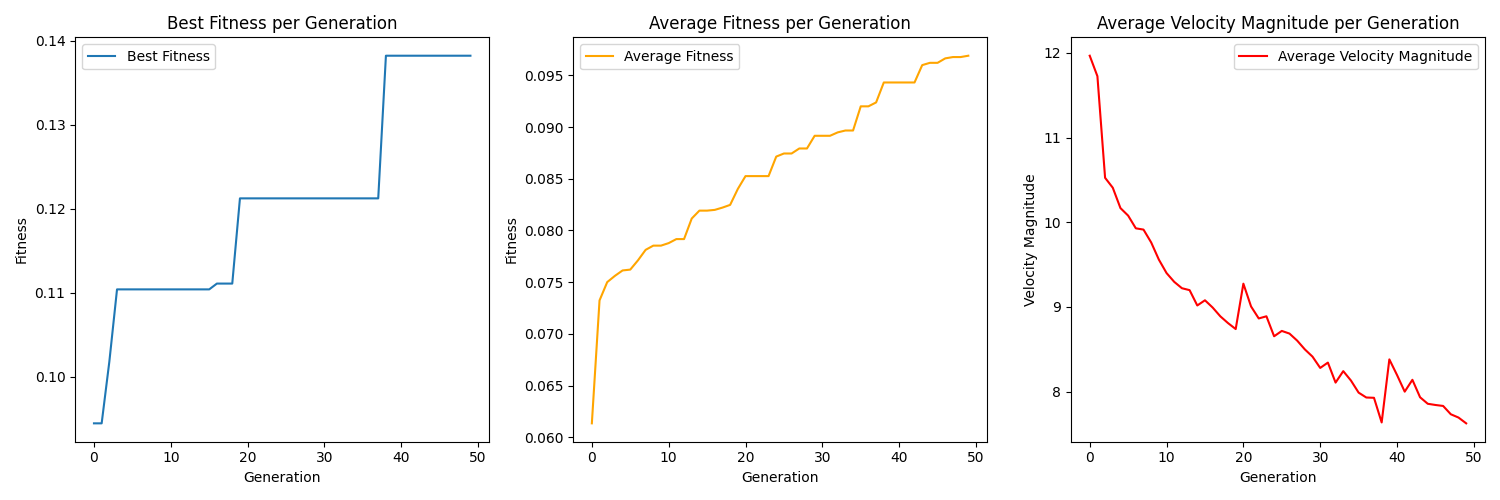 Best Fitness per Generation
Best Fitness
Fitness
0.14
0.13
0.12
0.11
0.10
0 10 20 30 40 50
Generation
Average Fitness per Generation
Average Fitness
Fitness
0.095
0.090
0.085
0.080
0.075
0.070
0.065
0.060
0 10 20 30 40 50
Generation
Average Velocity Magnitude per Generation
Average Velocity Magnitude
Velocity Magnitude
12
11
10
9
8
0 10 20 30 40 50
Generation